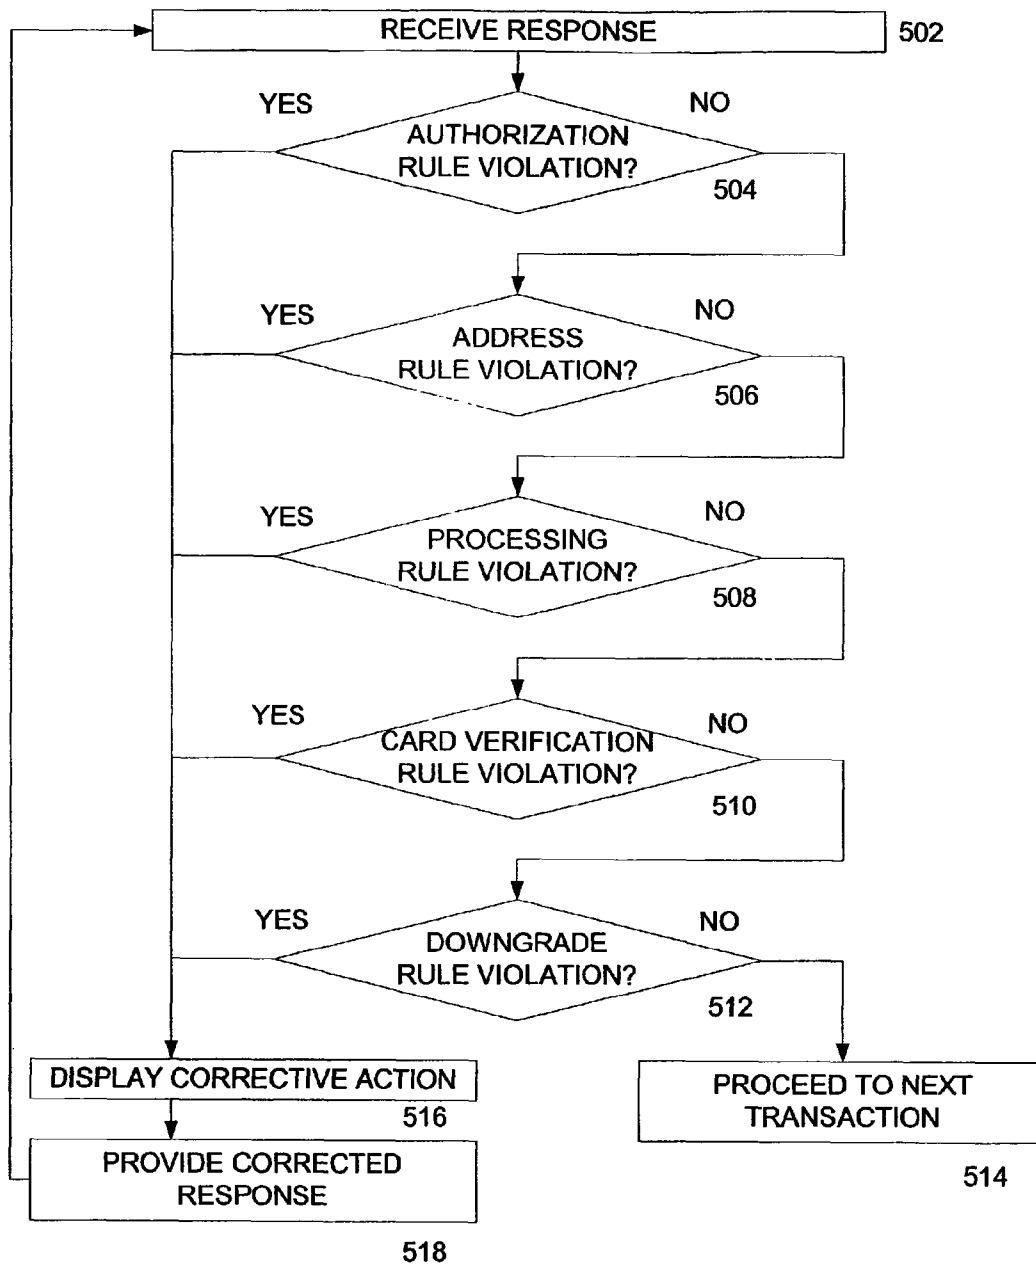 RECEIVE RESPONSE
502
YES
NO
AUTHORIZATION
RULE VIOLATION?
504
YES
NO
ADDRESS
RULE VIOLATION?
506
YES
NO
PROCESSING
RULE VIOLATION?
508
YES
NO
CARD VERIFICATION
RULE VIOLATION?
510
YES
NO
DOWNGRADE
RULE VIOLATION?
512
DISPLAY CORRECTIVE ACTION
516
PROCEED TO NEXT
TRANSACTION
514
PROVIDE CORRECTED
RESPONSE
518